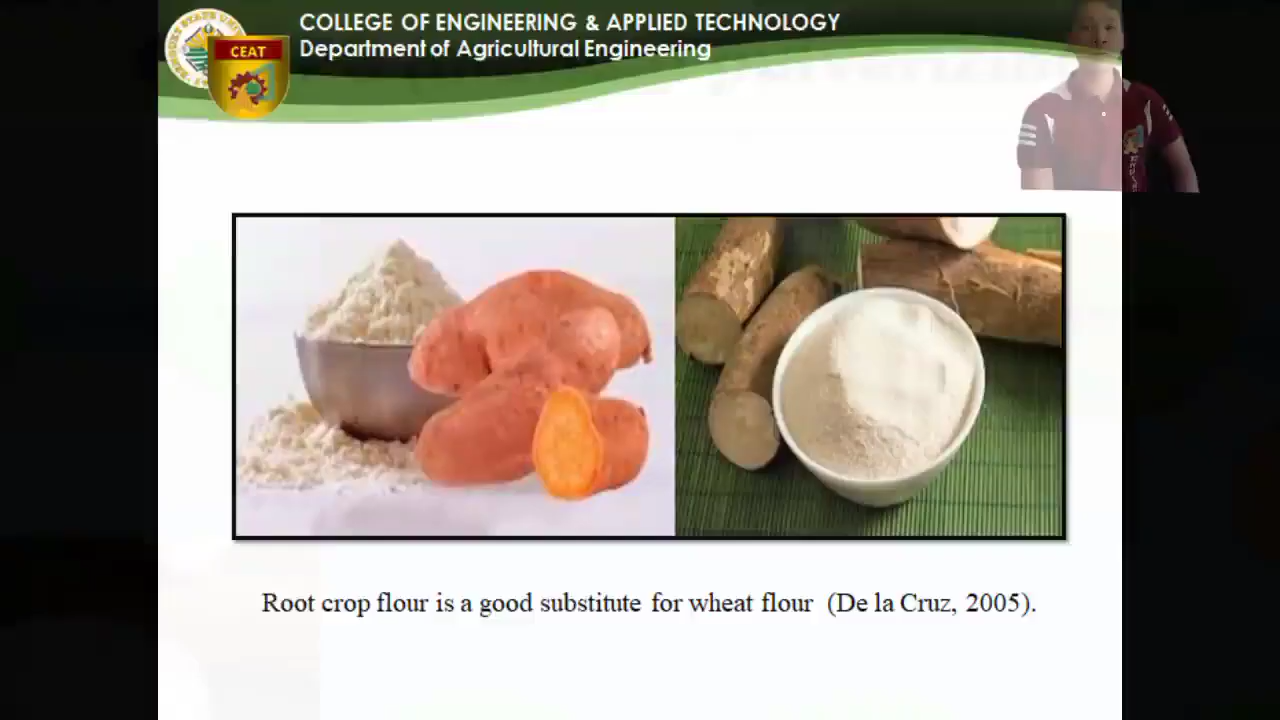 COLLEGE OF ENGINEERING & APPLIED TECHNOLOGY
Department of Agricultural Engineering
CEAT
Root crop flour is a good substitute for wheat flour (De la Cruz, 2005).